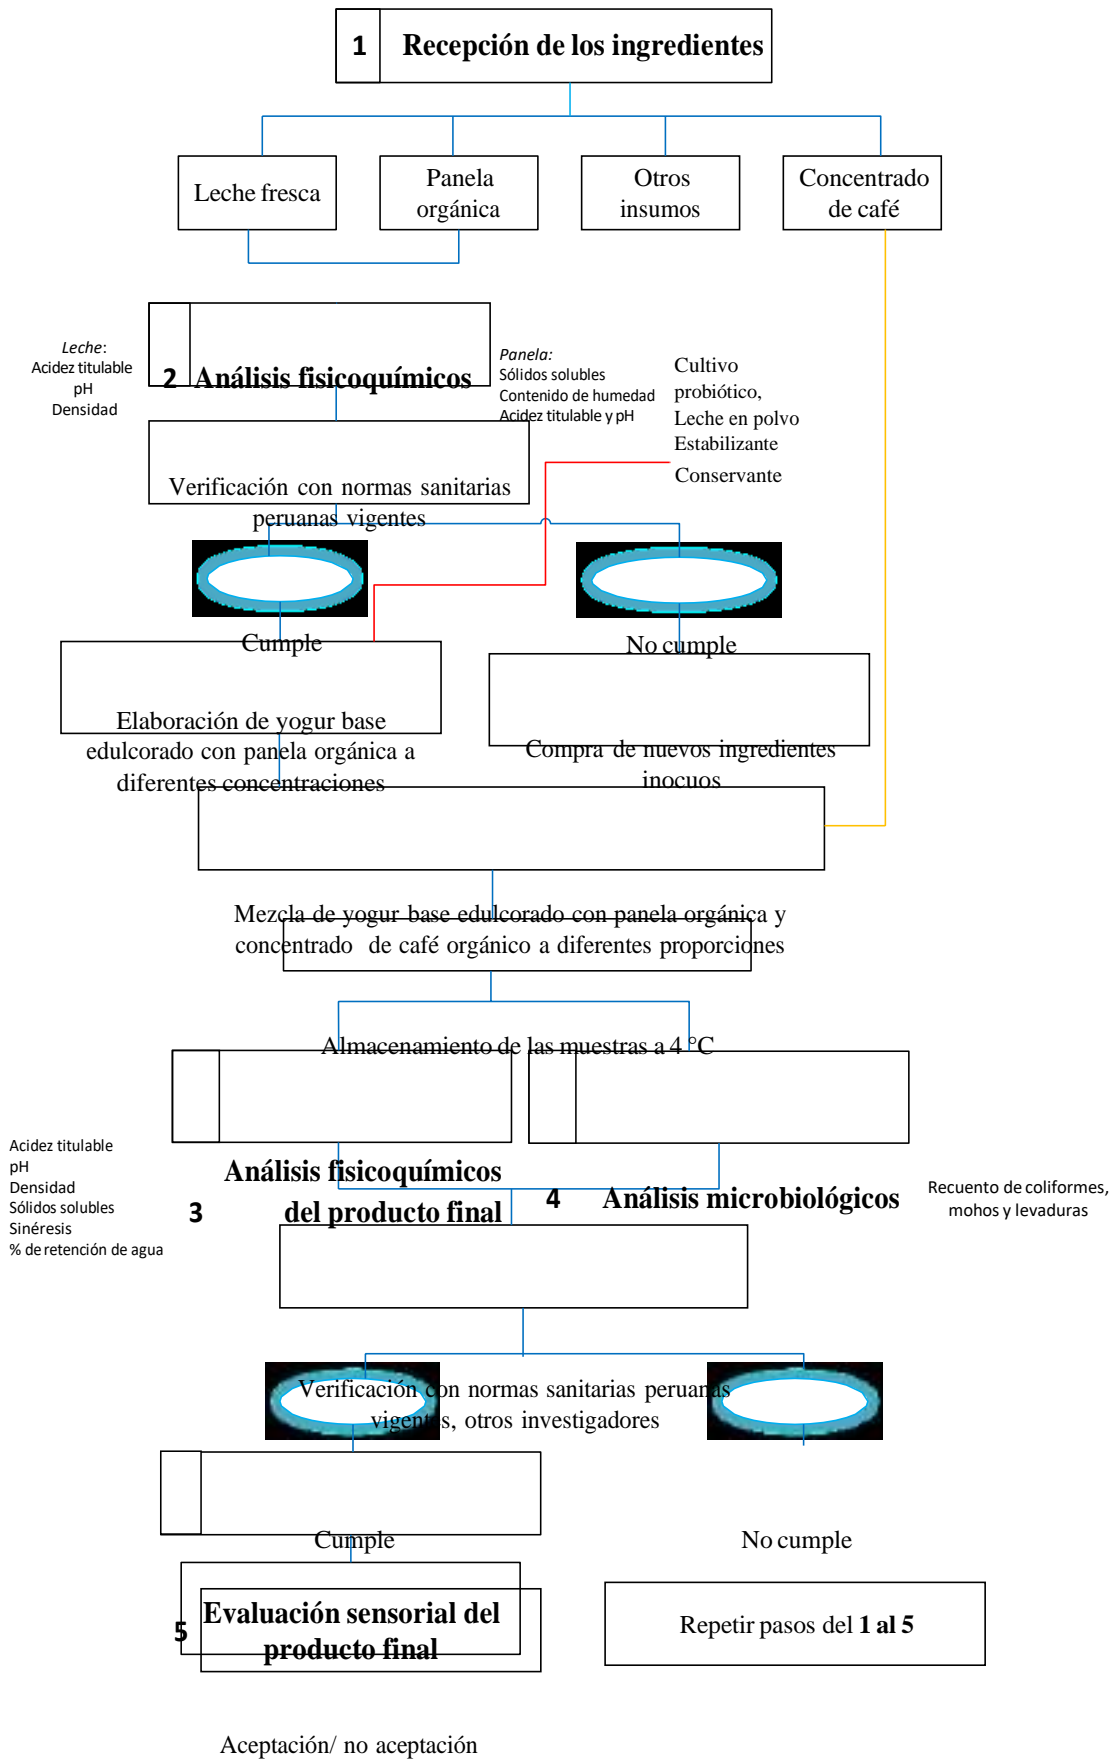 1 Recepción de los ingredientes
Leche fresca
Panela
orgánica
Otros
insumos
Concentrado
de café
Leche:
Acidez titulable
pH
Densidad
2 Análisis fisicoquímicos
Panela:
Sólidos solubles
Contenido de humedad
Acidez titulable y pH
Cultivo
probiótico,
Leche en polvo
Estabilizante
Conservante
Verificación con normas sanitarias
peruanas vigentes
Cumple
No cumple
Elaboración de yogur base
edulcorado con panela orgánica a
diferentes concentraciones
Compra de nuevos ingredientes
inocuos
Mezcla de yogur base edulcorado con panela orgánica y
concentrado de café orgánico a diferentes proporciones
Almacenamiento de las muestras a 4 °C
Acidez titulable
pH
Densidad
Sólidos solubles
Sinéresis
% de retención de agua
3
Análisis fisicoquímicos
del producto final
4 Análisis microbiológicos
Recuento de coliformes,
mohos y levaduras
Verificación con normas sanitarias peruanas
vigentes, otros investigadores
Cumple
No cumple
5
Evaluación sensorial del
producto final
Repetir pasos del 1 al 5
Aceptación/ no aceptación